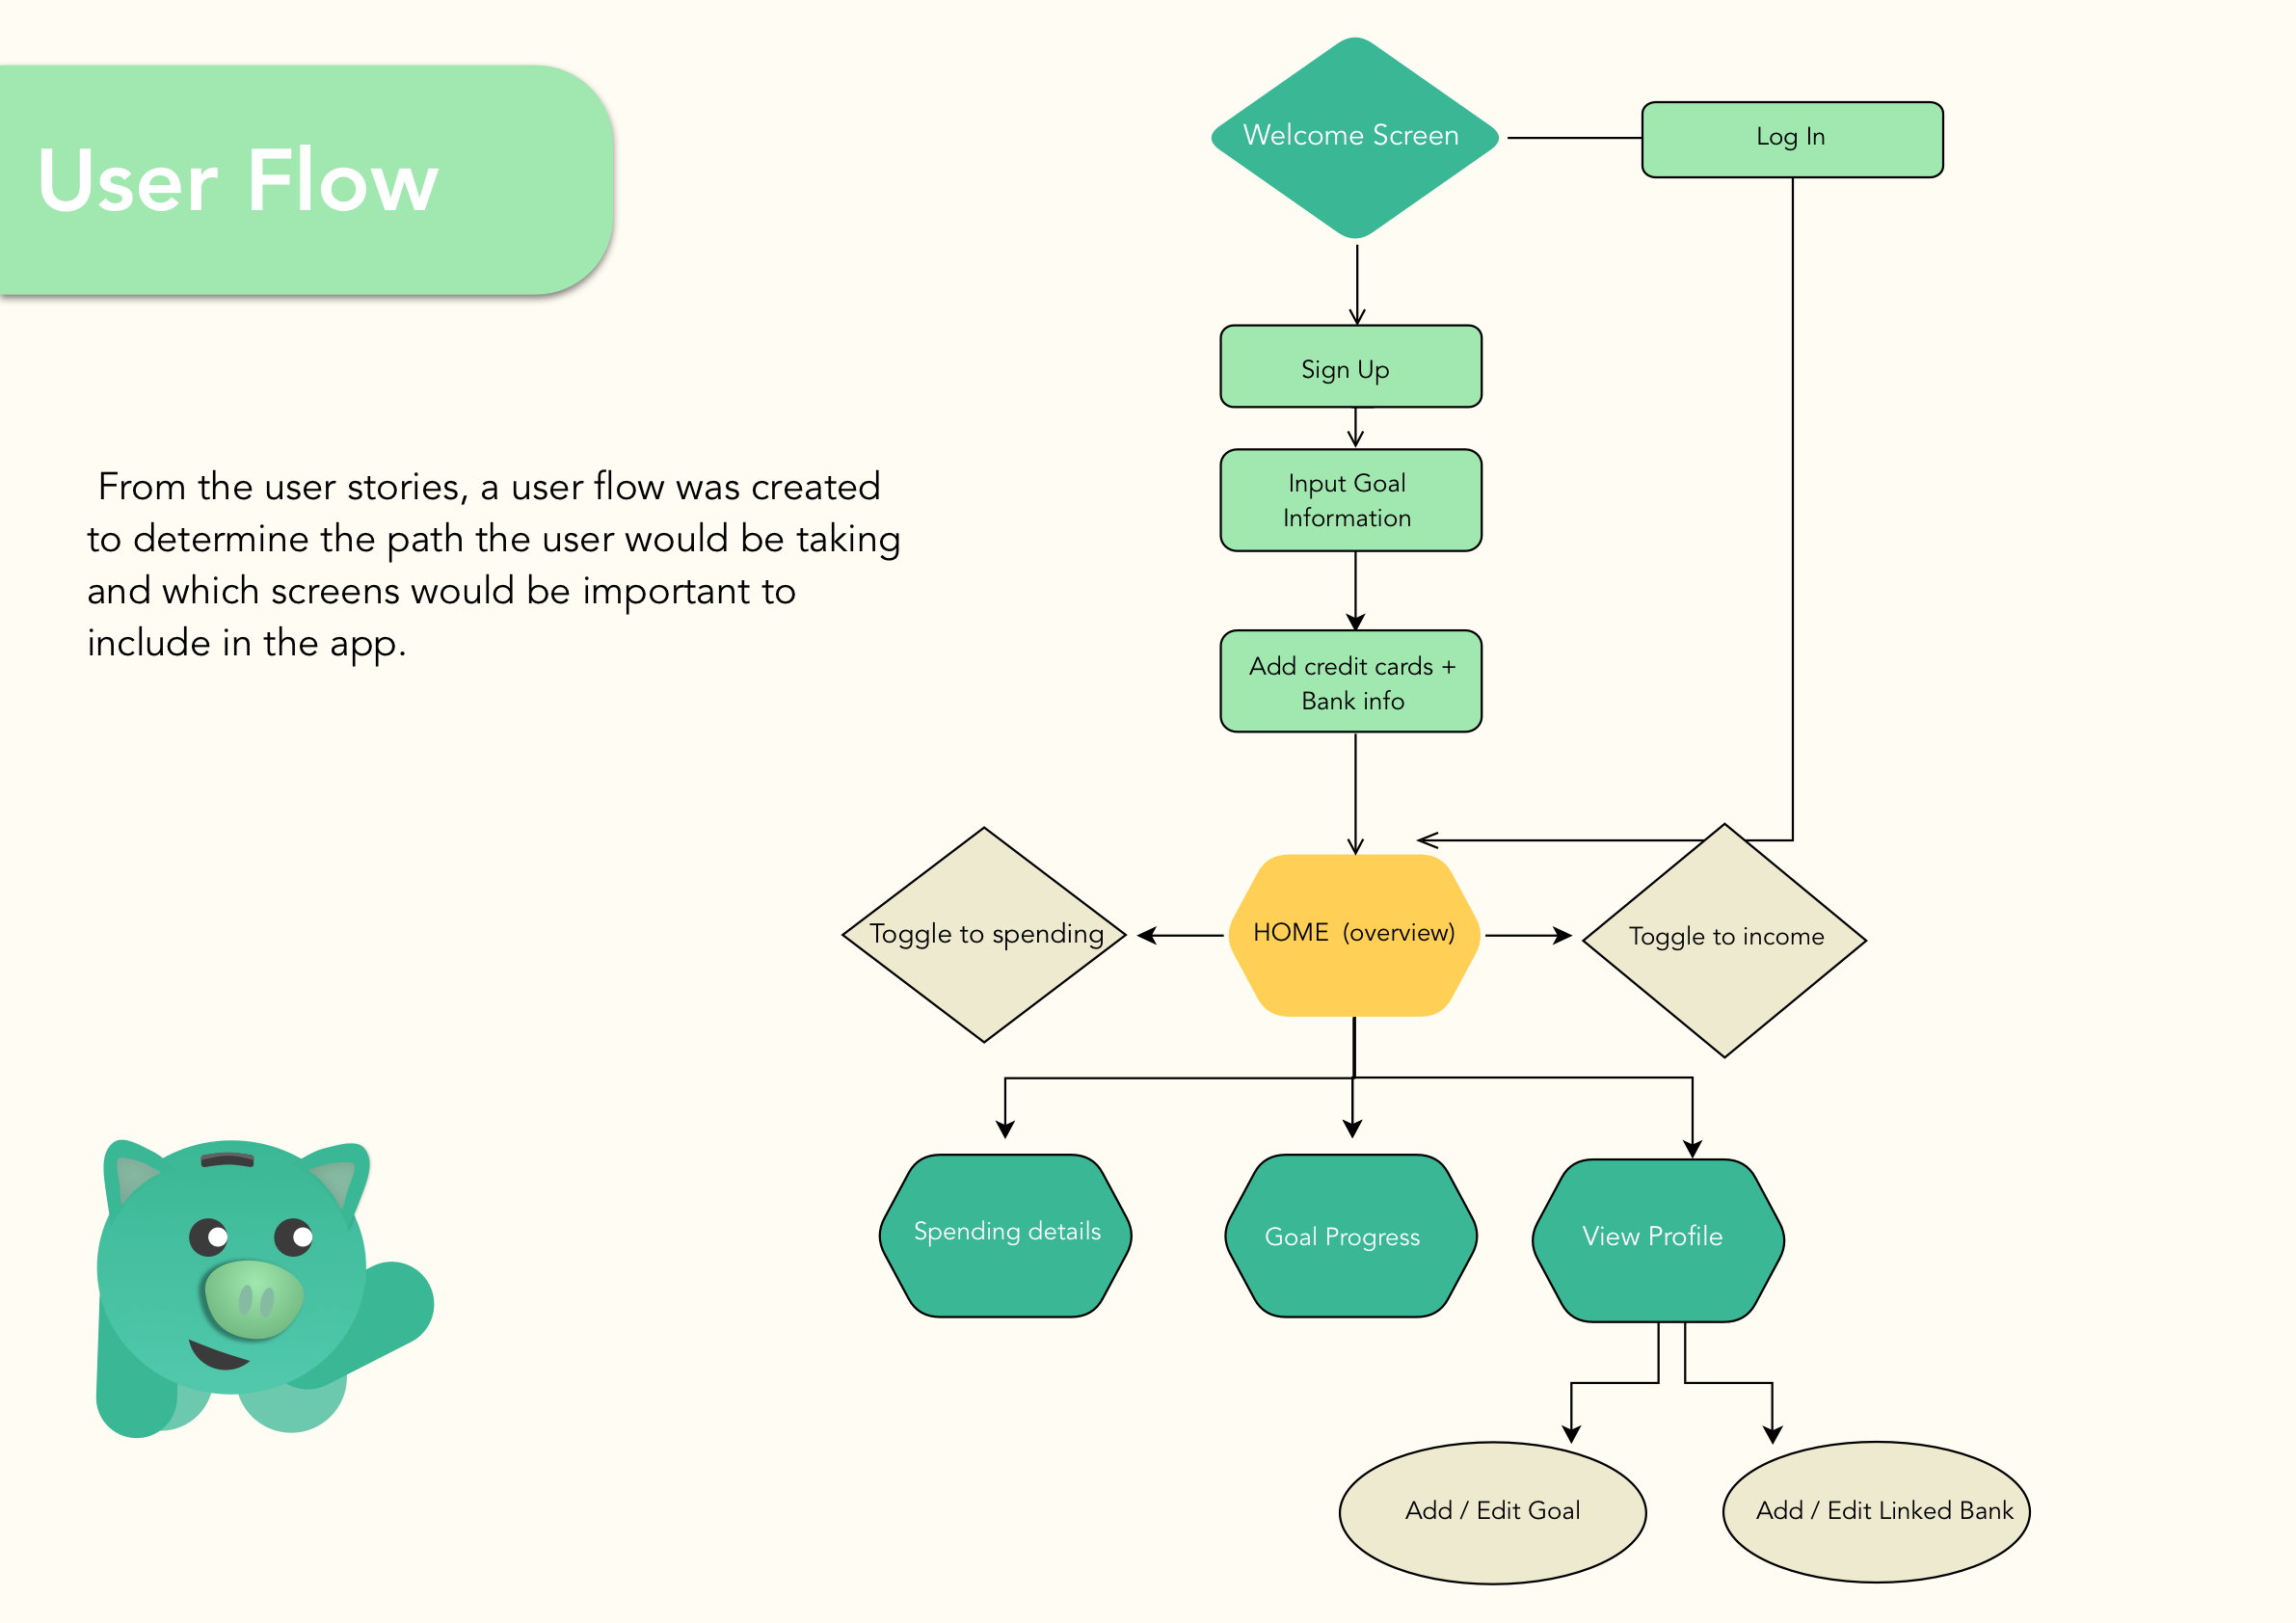 User Flow
From the user stories, a user flow was created
to determine the path the user would be taking
and which screens would be important to
include in the app.
Welcome Screen
Log In
Sign Up
Input Goal
Information
Add credit cards +
Bank info
Toggle to spending
HOME (overview)
Toggle to income
Spending details
Goal Progress
View Profile
Add / Edit Goal
Add / Edit Linked Bank